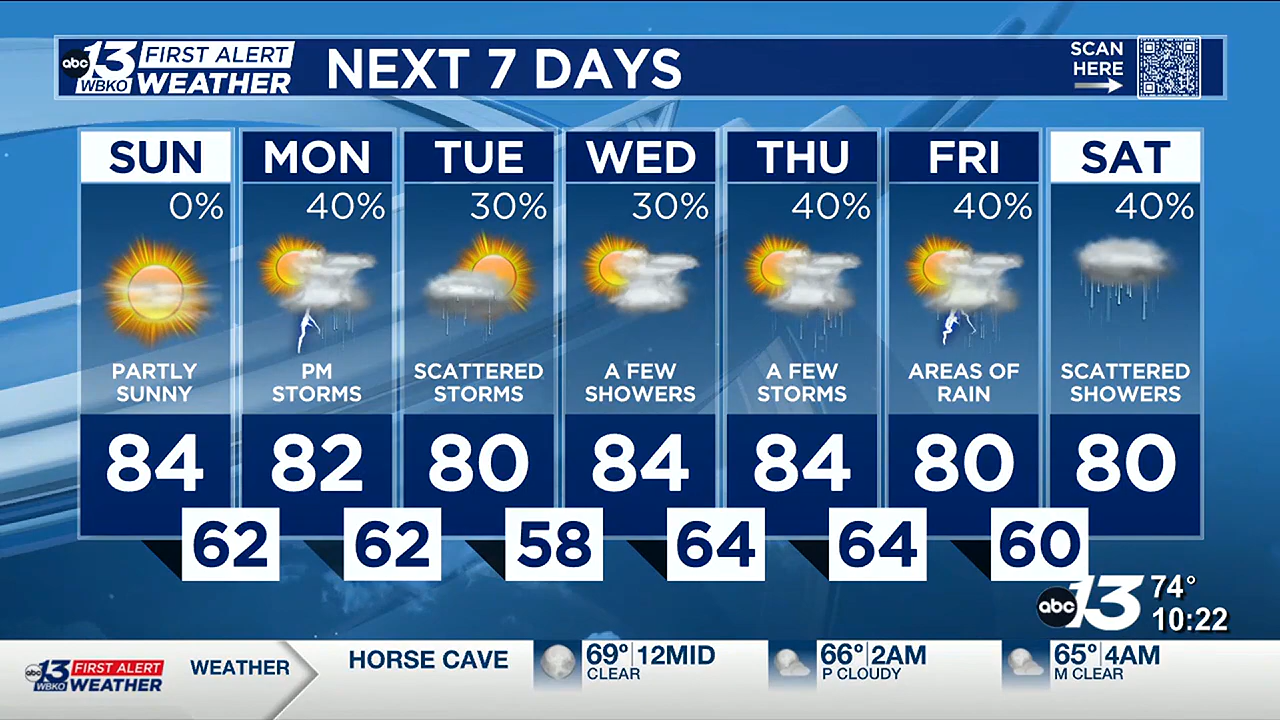 abc 13 WBKO FIRST ALERT WEATHER
NEXT 7 DAYS
SCAN
HERE
SUN MON TUE WED THU FRI SAT
0% 40% 30% 30% 40% 40% 40%
PARTLY
SUNNY
PM
STORMS
SCATTERED
STORMS
A FEW
SHOWERS
A FEW
STORMS
AREAS OF
RAIN
SCATTERED
SHOWERS
84 82 80 84 84 80 80
62 62 58 64 64 60
abc 13
74°
10:22
abc 13 WBKO FIRST ALERT WEATHER
WEATHER
HORSE CAVE
69° 12MID
CLEAR
66° 2AM
P CLOUDY
65° 4AM
M CLEAR